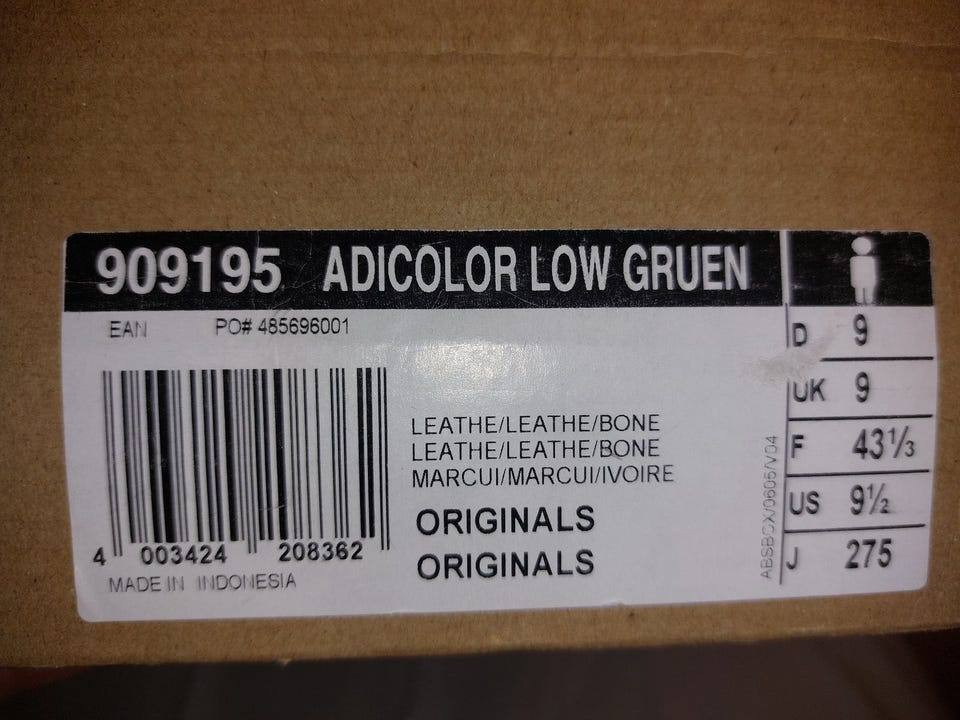 909195 ADICOLOR LOW GRUEN
EAN PO# 485696001
LEATHE/LEATHE/BONE
LEATHE/LEATHE/BONE
MARCUI/MARCUI/IVOIRE
ORIGINALS
ORIGINALS
4 003424 208362
MADE IN INDONESIA
ABSBOX/0605/V04
D 9
UK 9
F 43⅓
US 9½
J 275